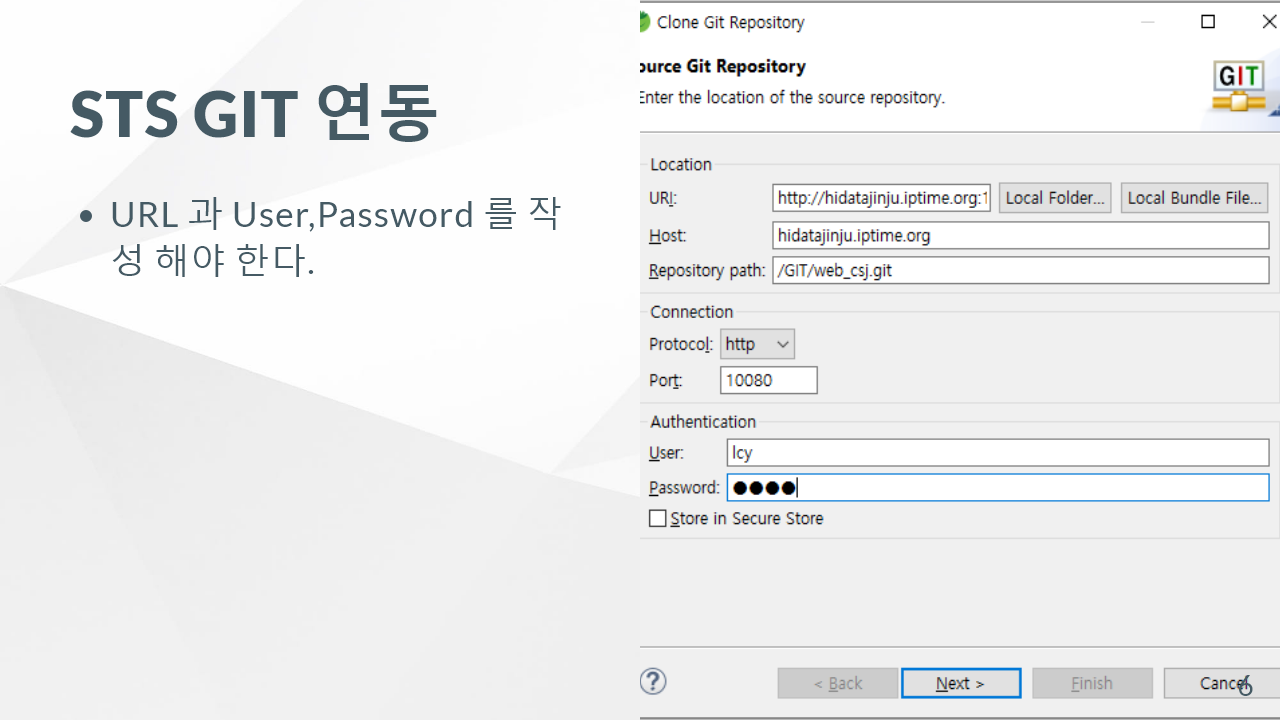 STS GIT 연동
• URL 과 User,Password 를 작
성 해야 한다.
Clone Git Repository
ource Git Repository
Enter the location of the source repository.
GIT
Location
URI: http://hidatajinju.iptime.org:1 Local Folder... Local Bundle File...
Host: hidatajinju.iptime.org
Repository path: /GIT/web_csj.git
Connection
Protocol: http
Port: 10080
Authentication
User: lcy
Password: ●●●●
Store in Secure Store
< Back Next > Finish Cancel
6